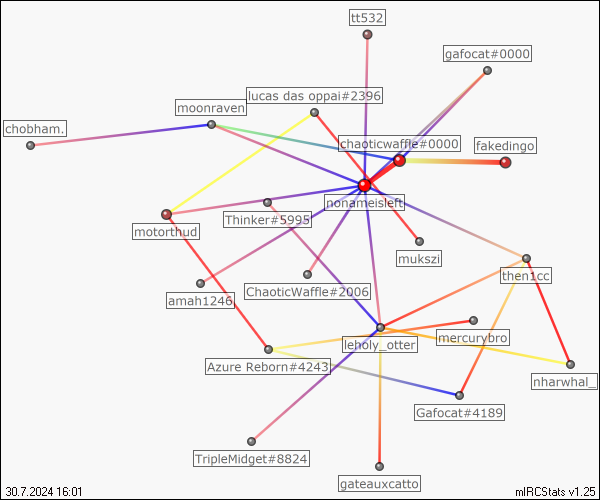 tt532
gafocat#0000
lucas das oppai#2396
moonraven
chobham.
chaoticwaffle#0000
fakedingo
nonameisleft
Thinker#5995
motorthud
mukszi
then1cc
ChaoticWaffle#2006
amah1246
mercurybro
leholy_otter
Azure Reborn#4243
nharwhal_
Gafocat#4189
TripleMidget#8824
gateauxcatto
30.7.2024 16:01
mIRCStats v1.25